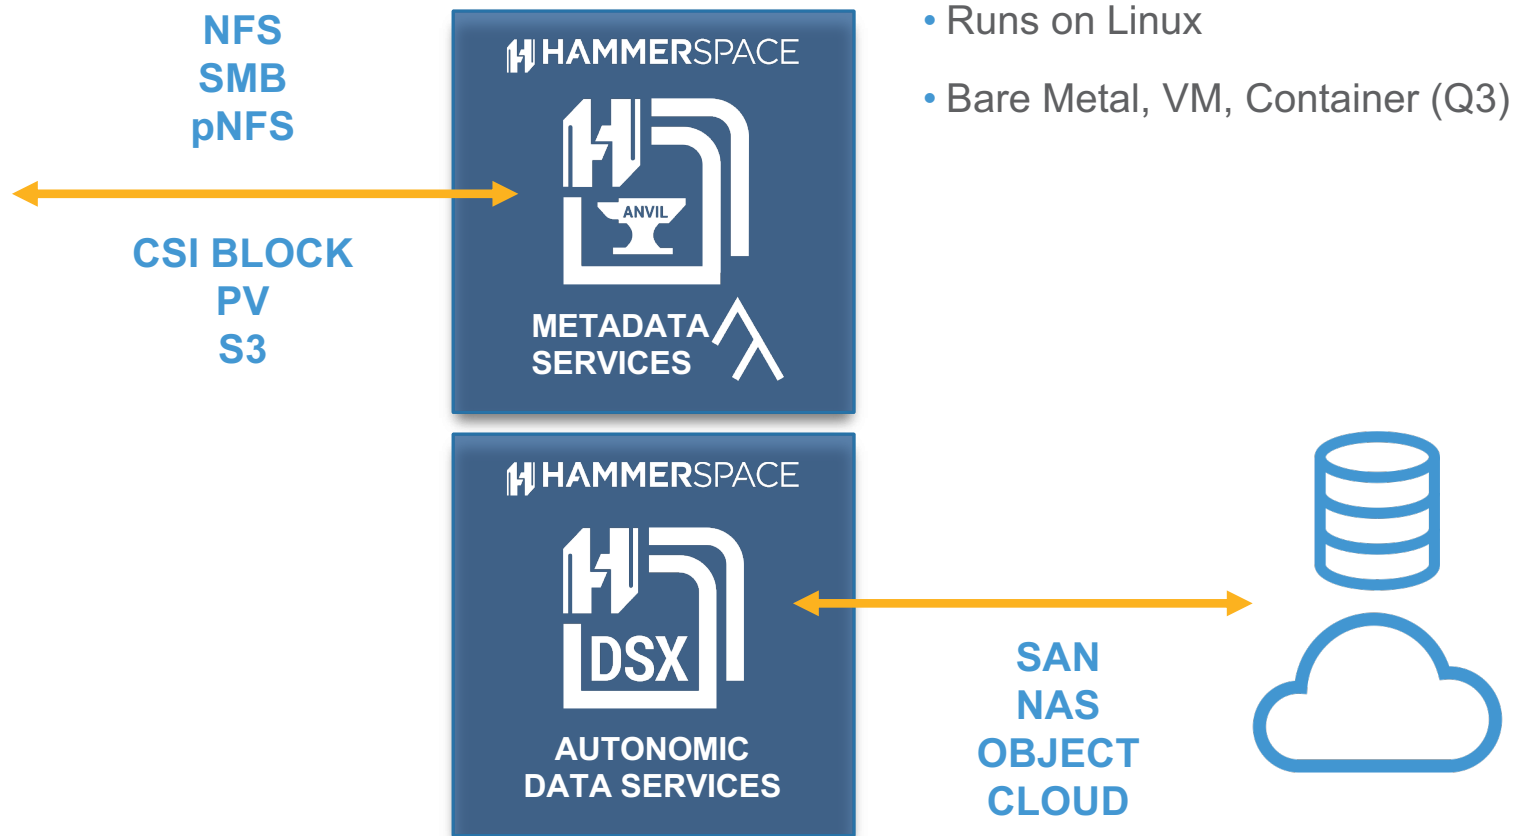 NFS
SMB
pNFS
CSI BLOCK
PV
S3
HAMMERSPACE
ANVIL
METADATA
SERVICES
HAMMERSPACE
DSX
AUTONOMIC
DATA SERVICES
• Runs on Linux
• Bare Metal, VM, Container (Q3)
SAN
NAS
OBJECT
CLOUD